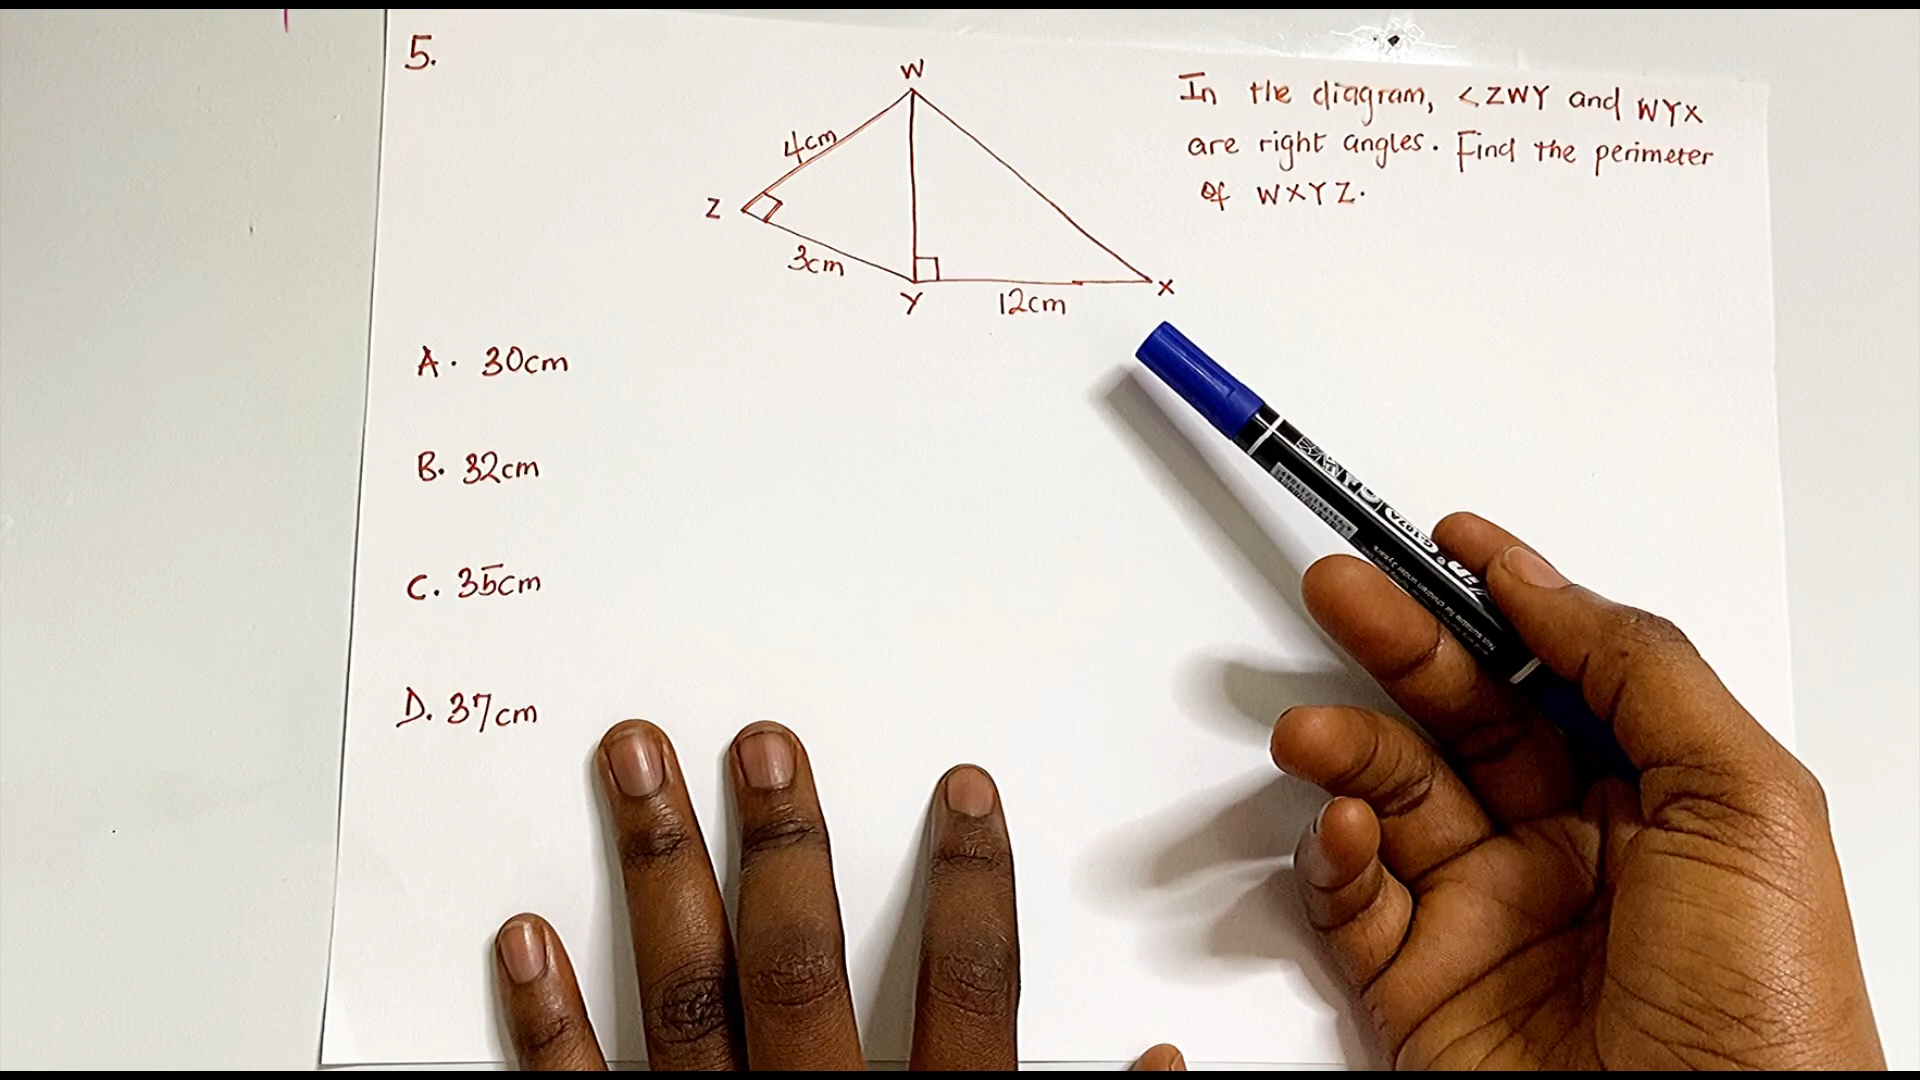 5.
W
In the diagram, <ZWY and WYX
are right angles. Find the perimeter
of WXYZ.
4cm
Z
3cm
Y
12cm
X
A. 30cm
B. 32cm
C. 35cm
D. 37cm